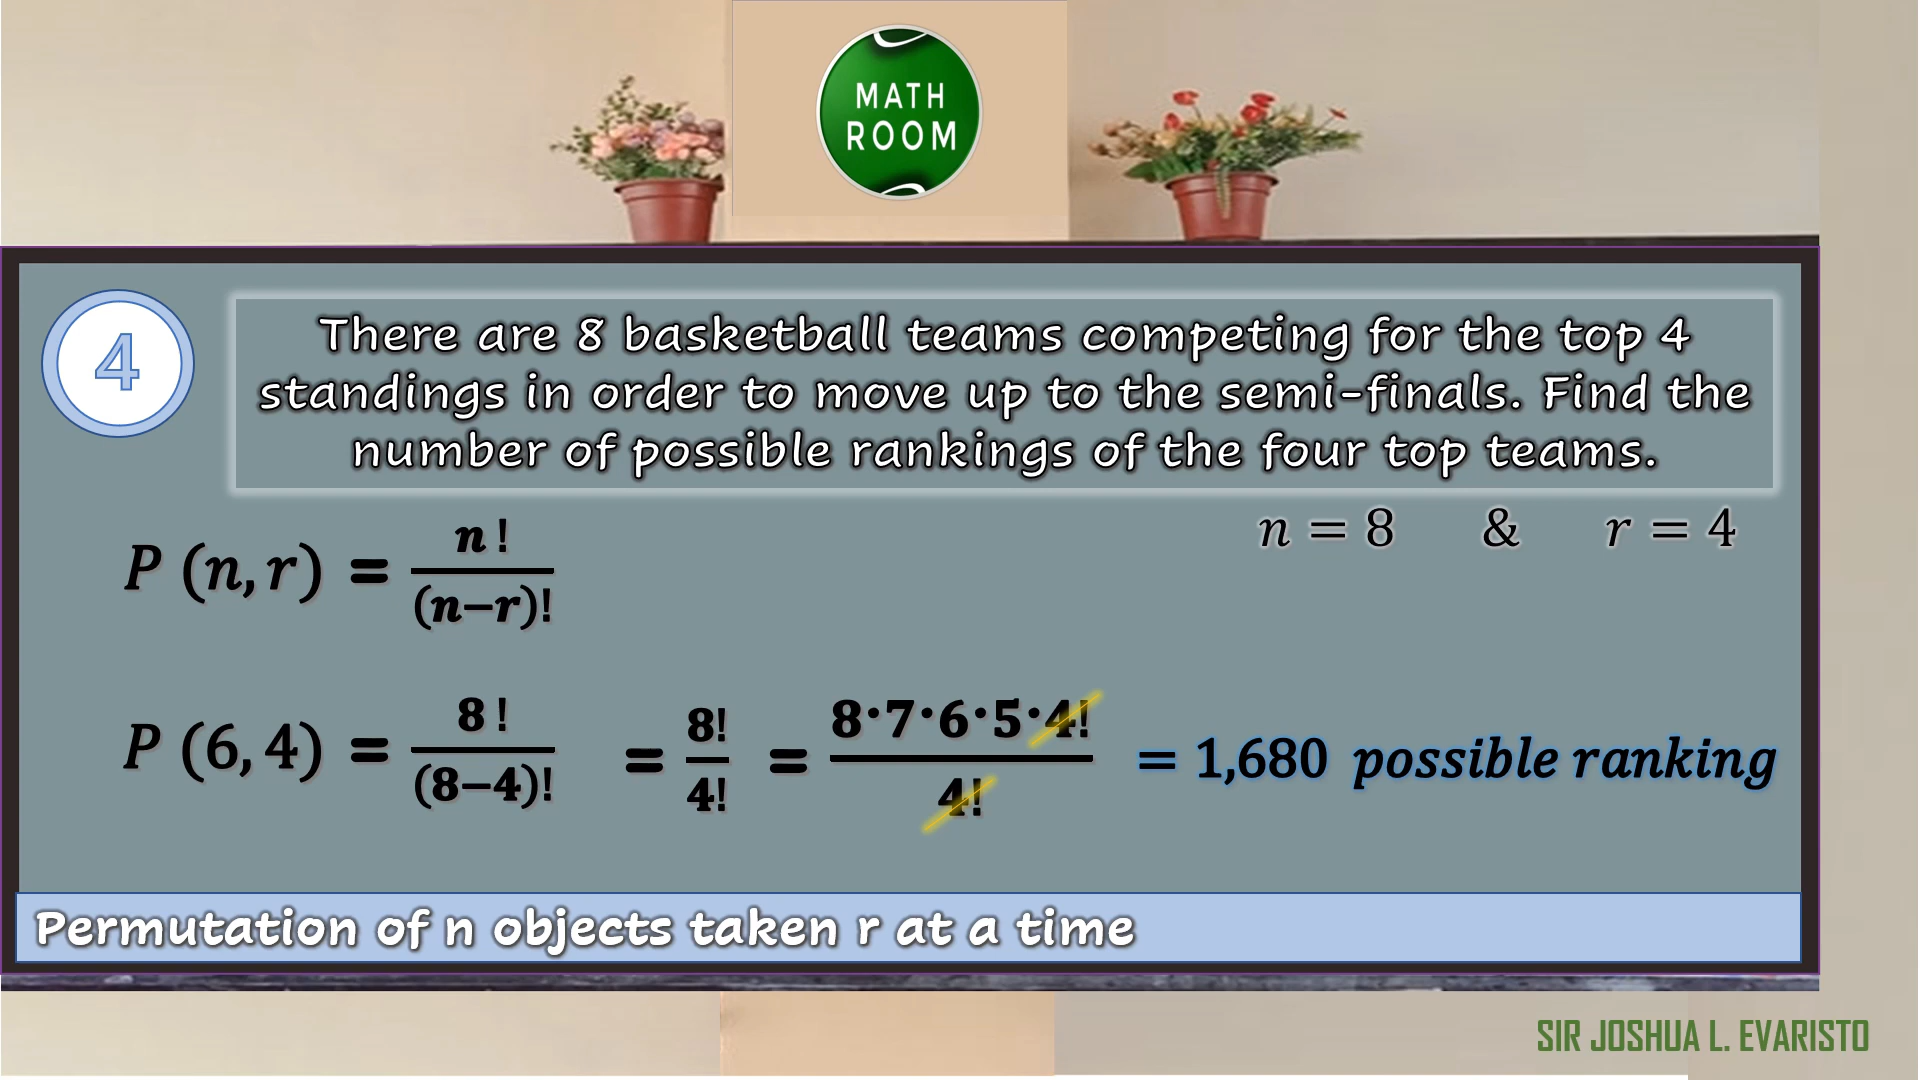 MATH
ROOM
4
There are 8 basketball teams competing for the top 4
standings in order to move up to the semi-finals. Find the
number of possible rankings of the four top teams.
n = 8 & r = 4
P (n, r) = n ! / (n−r)!
P (6, 4) = 8 ! / (8−4)! = 8! / 4! = 8·7·6·5·4! / 4! = 1,680 possible ranking
Permutation of n objects taken r at a time
SIR JOSHUA L. EVARISTO